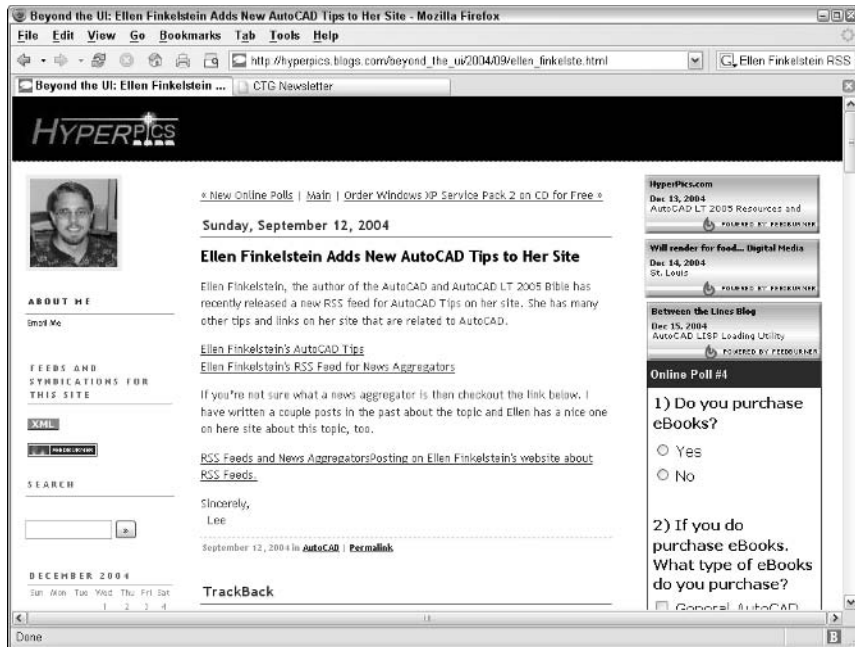 Beyond the UI: Ellen Finkelstein Adds New AutoCAD Tips to Her Site - Mozilla Firefox
File Edit View Go Bookmarks Tab Tools Help
http://hyperpics.blogs.com/beyond_the_ui/2004/09/ellen_finkelste.html
Ellen Finkelstein RSS
Beyond the UI: Ellen Finkelstein ...
CTG Newsletter
HYPERPICS
ABOUT ME
Email Me
FEEDS AND
SYNDICATIONS FOR
THIS SITE
XML
FEEDBURNER
SEARCH
»
DECEMBER 2004
Sun Mon Tue Wed Thu Fri Sat
1 2 3 4
« New Online Polls | Main | Order Windows XP Service Pack 2 on CD for Free »
Sunday, September 12, 2004
Ellen Finkelstein Adds New AutoCAD Tips to Her Site
Ellen Finkelstein, the author of the AutoCAD and AutoCAD LT 2005 Bible has
recently released a new RSS feed for AutoCAD Tips on her site. She has many
other tips and links on her site that are related to AutoCAD.
Ellen Finkelstein's AutoCAD Tips
Ellen Finkelstein's RSS Feed for News Aggregators
If you're not sure what a news aggregator is then checkout the link below. I
have written a couple posts in the past about the topic and Ellen has a nice one
on here site about this topic, too.
RSS Feeds and News AggregatorsPosting on Ellen Finkelstein's website about
RSS Feeds.
Sincerely,
Lee
September 12, 2004 in AutoCAD | Permalink
TrackBack
HyperPics.com
Dec 13, 2004
AutoCAD LT 2005 Resources and
POWERED BY FEEDBURNER
Will render for food... Digital Media
Dec 14, 2004
St. Louis
POWERED BY FEEDBURNER
Between the Lines Blog
Dec 15, 2004
AutoCAD LISP Loading Utility
POWERED BY FEEDBURNER
Online Poll #4
1) Do you purchase
eBooks?
Yes
No
2) If you do
purchase eBooks.
What type of eBooks
do you purchase?
General AutoCAD
Done